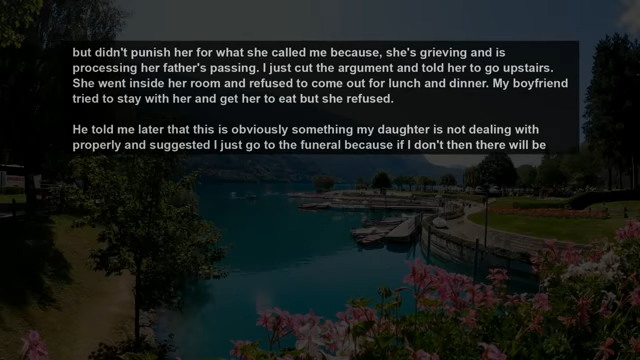 but didn't punish her for what she called me because, she's grieving and is
processing her father's passing. I just cut the argument and told her to go upstairs.
She went inside her room and refused to come out for lunch and dinner. My boyfriend
tried to stay with her and get her to eat but she refused.
He told me later that this is obviously something my daughter is not dealing with
properly and suggested I just go to the funeral because if I don't then there will be